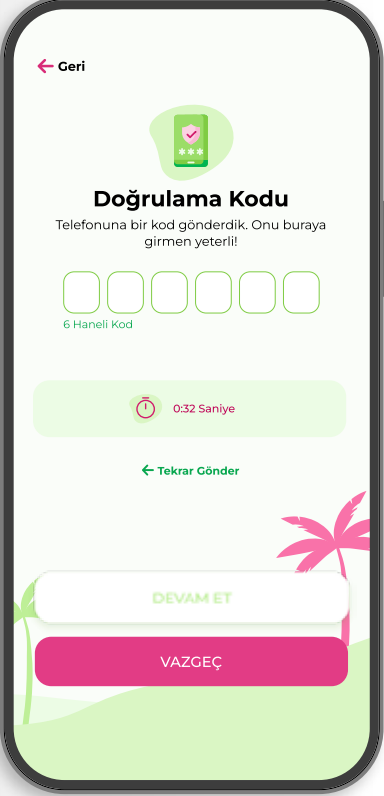 Geri
Doğrulama Kodu
Telefonuna bir kod gönderdik. Onu buraya
girmen yeterli!
6 Haneli Kod
0:32 Saniye
Tekrar Gönder
DEVAM ET
VAZGEÇ